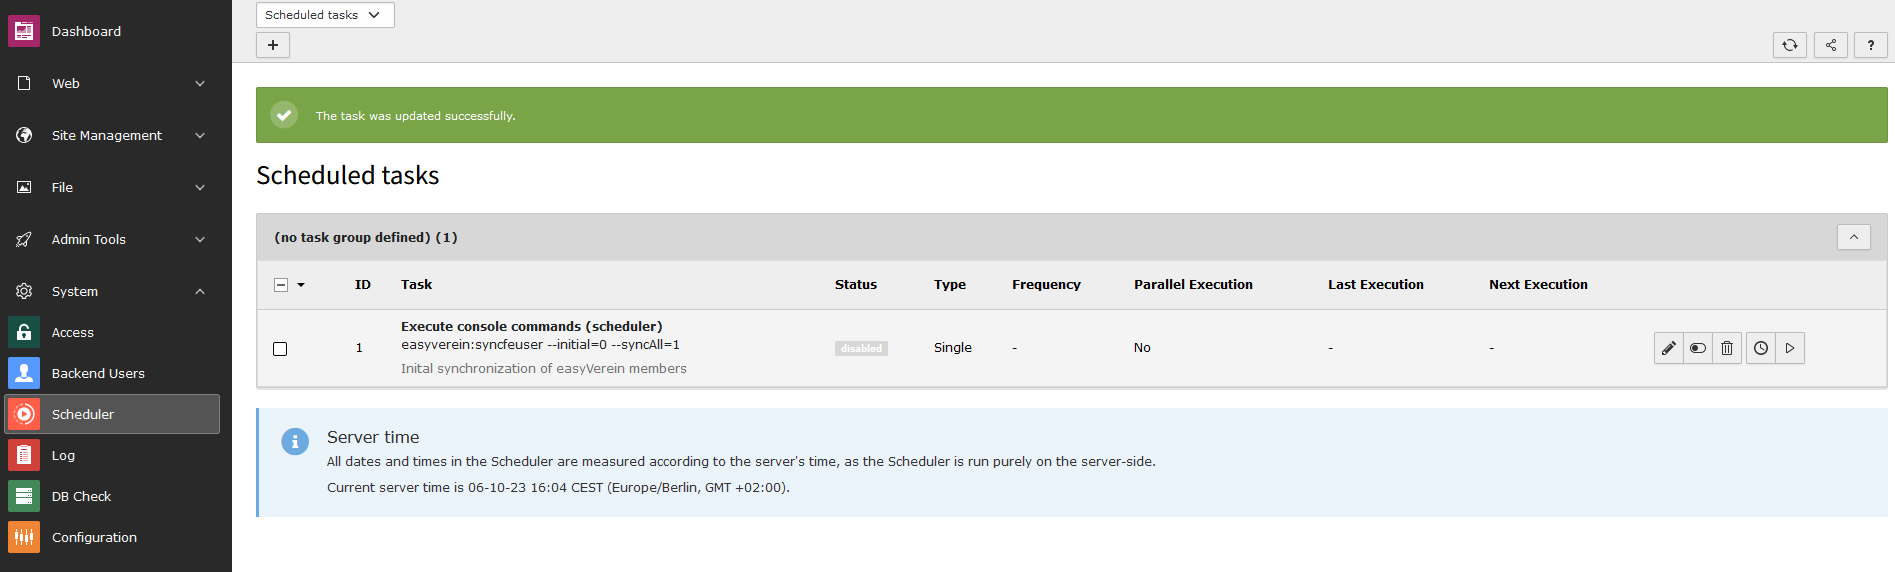 Dashboard
Web
Site Management
File
Admin Tools
System
Access
Backend Users
Scheduler
Log
DB Check
Configuration
Scheduled tasks
+
?
The task was updated successfully.
Scheduled tasks
(no task group defined) (1)
ID Task Status Type Frequency Parallel Execution Last Execution Next Execution
Execute console commands (scheduler)
1 easyverein:syncfeuser --initial=0 --syncAll=1 disabled Single - No - -
Inital synchronization of easyVerein members
Server time
All dates and times in the Scheduler are measured according to the server's time, as the Scheduler is run purely on the server-side.
Current server time is 06-10-23 16:04 CEST (Europe/Berlin, GMT +02:00).